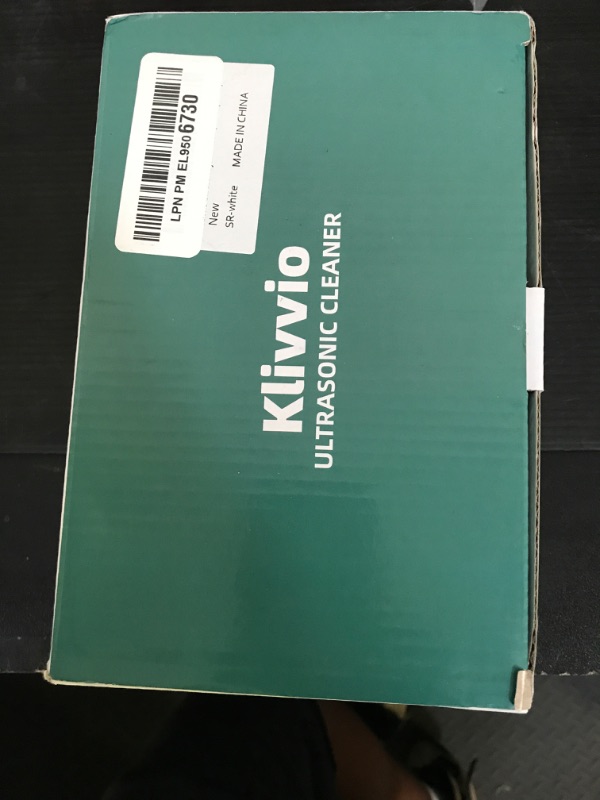 LPN PM EL9506730
New
SR-white MADE IN CHINA
Klivvio
ULTRASONIC CLEANER